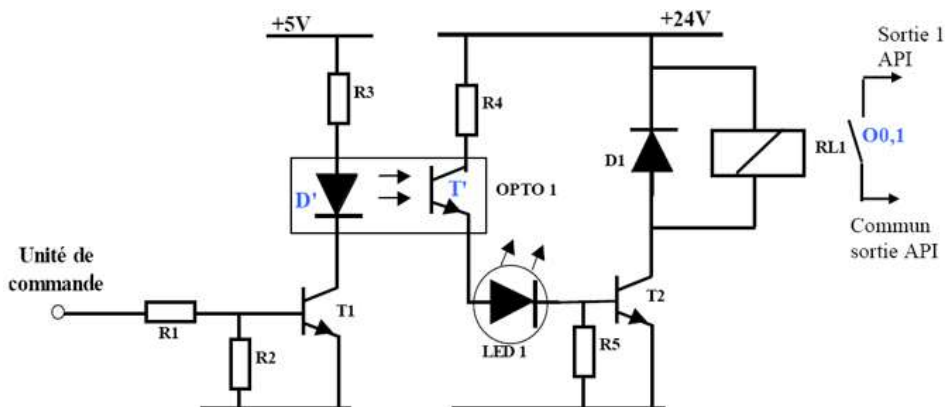 +5V
+24V
Sortie 1
API
R3
R4
D1
RL1
O0,1
D'
T'
OPTO 1
Commun
sortie API
Unité de
commande
R1
T1
R2
LED 1
T2
R5